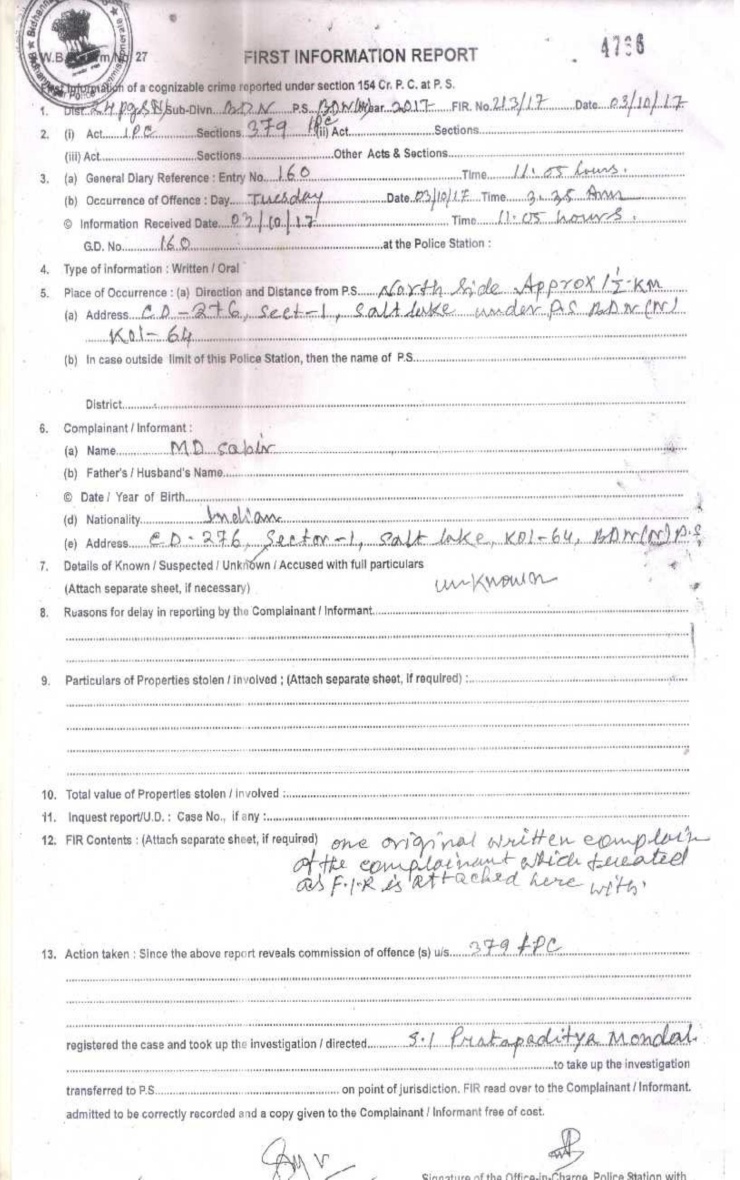 4736
W.B. 27
FIRST INFORMATION REPORT
First Information of a cognizable crime reported under section 154 Cr. P. C. at P. S.
1. Dist. 24 pgs (N) Sub-Divn. BDN P.S. BDN (N) Year 2017 FIR. No. 213/17 Date. 03/10/17
2. (i) Act. IPC Sections 379 IPC (ii) Act Sections
(iii) Act Sections Other Acts & Sections
3. (a) General Diary Reference : Entry No. 160 Time 11.05 hours.
(b) Occurrence of Offence : Day Tuesday Date 03/10/17 Time 3.35 Am
© Information Received Date 03/10/17 Time 11.05 hours.
G.D. No. 160 at the Police Station :
4. Type of information : Written / Oral
5. Place of Occurrence : (a) Direction and Distance from P.S. North Side Approx 1½ KM
(a) Address C.D-276, Sect-1, Salt lake under P.S BDN (N)
Kol-64
(b) In case outside limit of this Police Station, then the name of P.S.
District
6. Complainant / Informant :
(a) Name MD Sabir
(b) Father's / Husband's Name
© Date / Year of Birth
(d) Nationality Indian
(e) Address C.D-276, Sector-1, Salt lake, Kol-64, BDN (N) P.S
7. Details of Known / Suspected / Unknown / Accused with full particulars
(Attach separate sheet, if necessary) unknown
8. Reasons for delay in reporting by the Complainant / Informant
9. Particulars of Properties stolen / involved ; (Attach separate sheet, if required) :
10. Total value of Properties stolen / involved :
11. Inquest report/U.D. : Case No., if any :
12. FIR Contents : (Attach separate sheet, if required) one original written complain
of the complainant which treated
as F.I.R is attached here with.
13. Action taken : Since the above report reveals commission of offence (s) u/s 379 IPC
registered the case and took up the investigation / directed S.I Pratapaditya Mondal.
to take up the investigation
transferred to P.S. on point of jurisdiction. FIR read over to the Complainant / Informant.
admitted to be correctly recorded and a copy given to the Complainant / Informant free of cost.
Signature of the Office-in-Charge, Police Station with